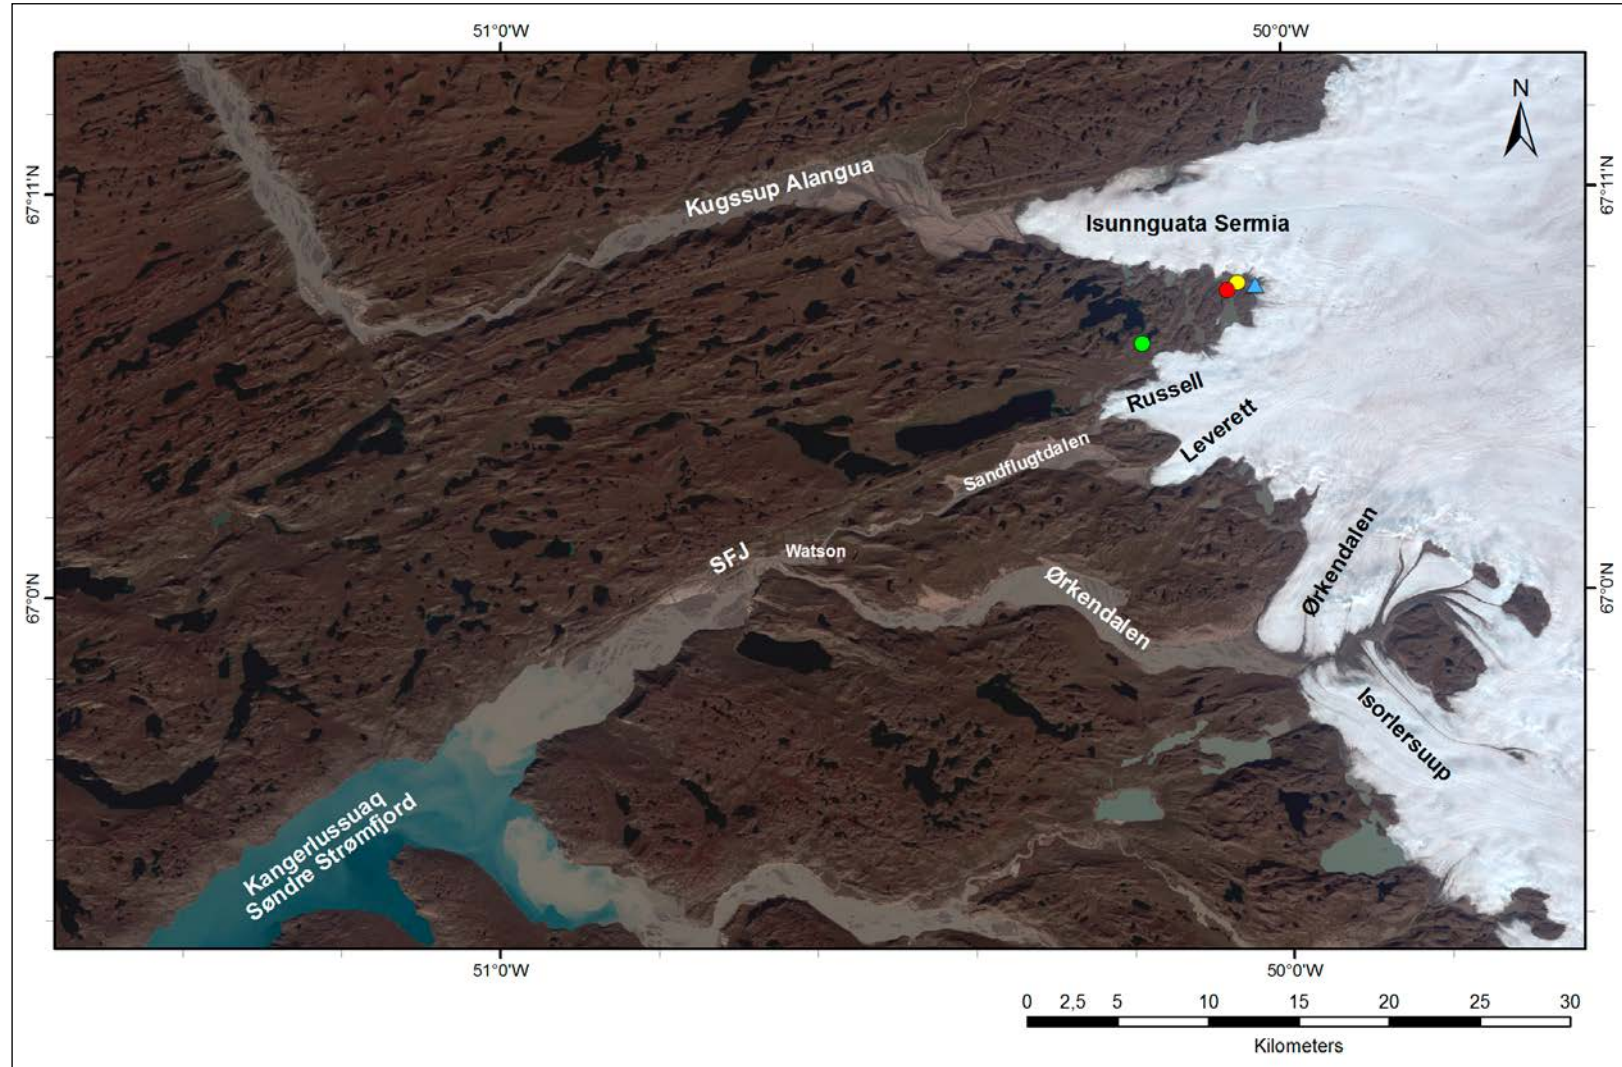 51°0'W
50°0'W
N
67°11'N
67°11'N
Kugssup Alangua
Isunnguata Sermia
Russell
Leverett
Sandflugtdalen
SFJ
Watson
Ørkendalen
Ørkendalen
67°0'N
67°0'N
Isorlersuup
Kangerlussuaq
Søndre Strømfjord
51°0'W
50°0'W
0 2,5 5 10 15 20 25 30
Kilometers